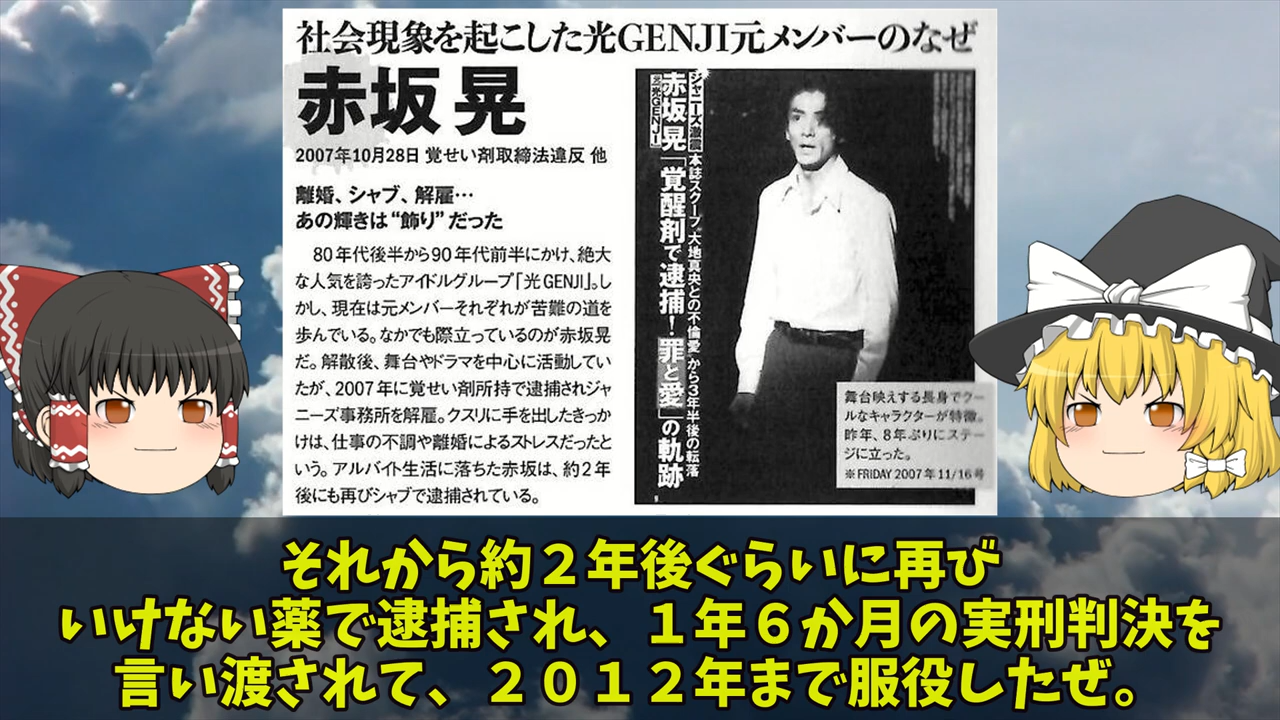 社会現象を起こした光GENJI元メンバーのなぜ
赤坂 晃
2007年10月28日 覚せい剤取締法違反 他
離婚、シャブ、解雇…
あの輝きは“飾り”だった
80年代後半から90年代前半にかけ、絶大
な人気を誇ったアイドルグループ「光GENJI」。し
かし、現在は元メンバーそれぞれが苦難の道を
歩んでいる。なかでも際立っているのが赤坂晃
だ。解散後、舞台やドラマを中心に活動してい
たが、2007年に覚せい剤所持で逮捕されジャ
ニーズ事務所を解雇。クスリに手を出したきっか
けは、仕事の不調や離婚によるストレスだったと
いう。アルバイト生活に落ちた赤坂は、約2年
後にも再びシャブで逮捕されている。
ジャニーズ激震
本誌スクープ“大地真央との不倫愛”から3年半後の転落
元光GENJI
赤坂晃「覚醒剤で逮捕！罪と愛」の軌跡
舞台映えする長身でクー
ルなキャラクターが特徴。
昨年、8年ぶりにステー
ジに立った。
※FRIDAY 2007年11/16号
それから約２年後ぐらいに再び
いけない薬で逮捕され、１年６か月の実刑判決を
言い渡されて、２０１２年まで服役したぜ。